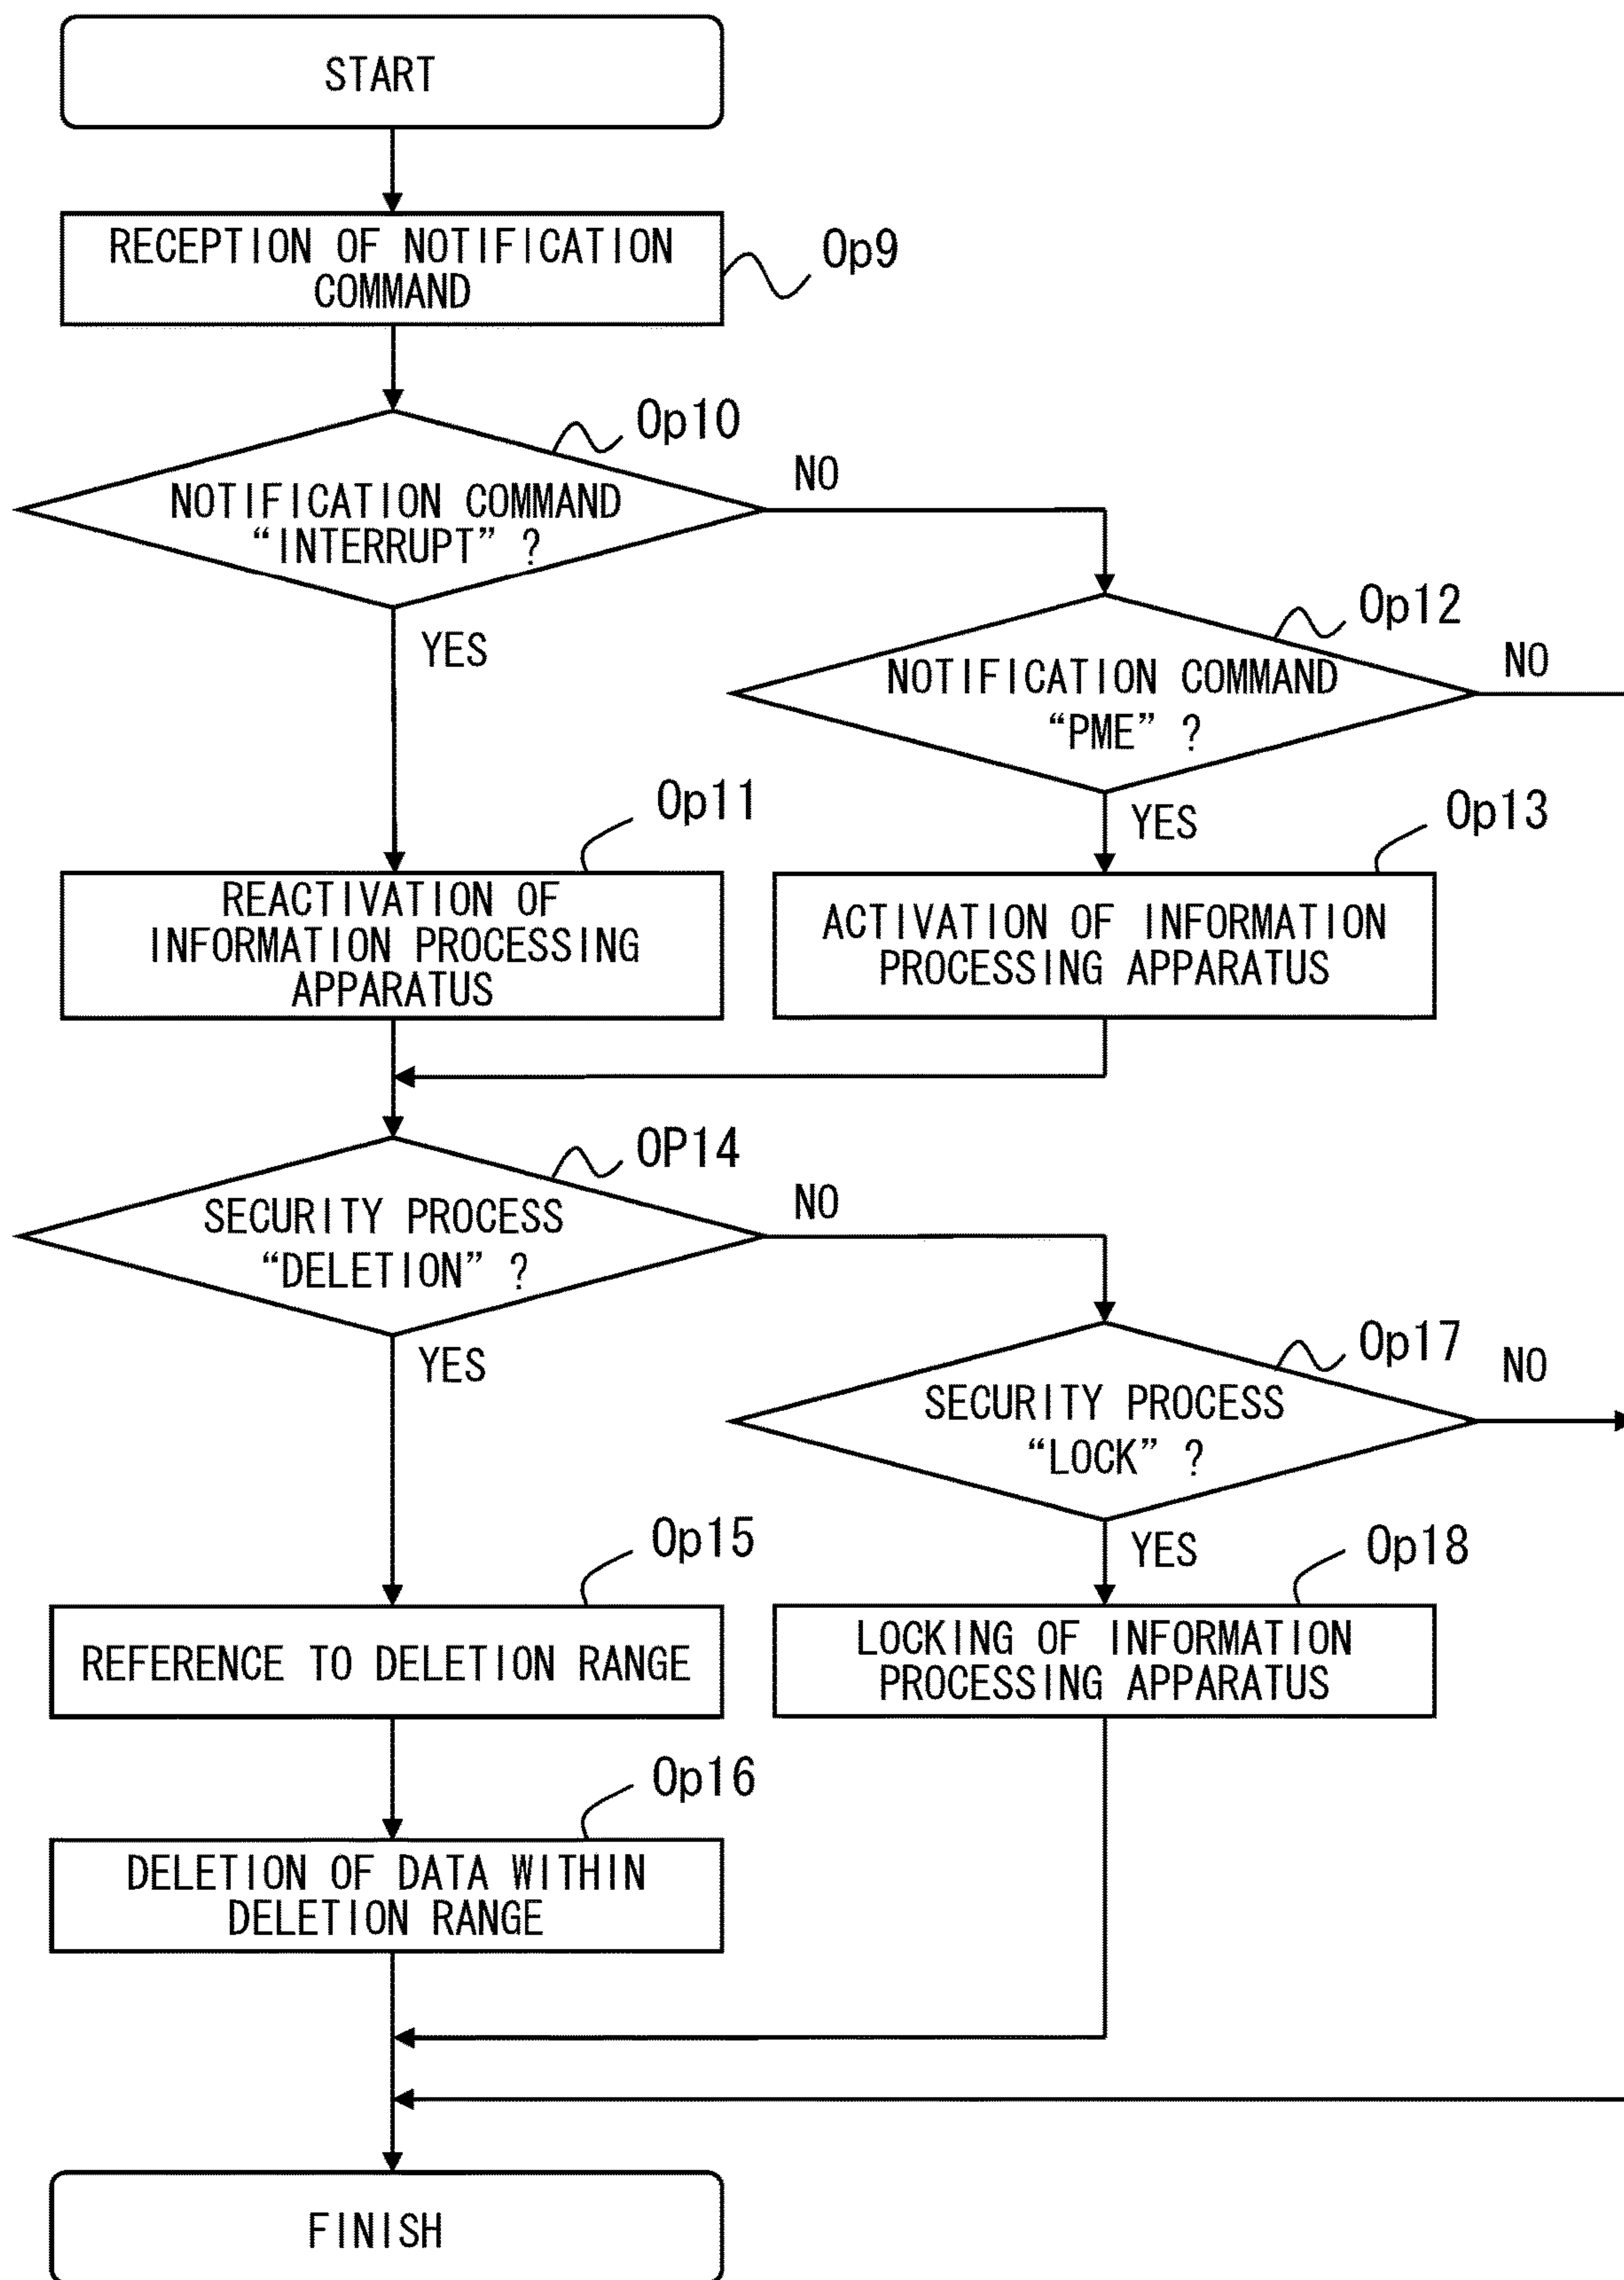 START
RECEPTION OF NOTIFICATION
COMMAND
Op9
Op10
NOTIFICATION COMMAND
“INTERRUPT” ?
NO
YES
Op12
NOTIFICATION COMMAND
“PME” ?
NO
YES
Op11
REACTIVATION OF
INFORMATION PROCESSING
APPARATUS
Op13
ACTIVATION OF INFORMATION
PROCESSING APPARATUS
OP14
SECURITY PROCESS
“DELETION” ?
NO
YES
Op17
SECURITY PROCESS
“LOCK” ?
NO
YES
Op15
REFERENCE TO DELETION RANGE
Op18
LOCKING OF INFORMATION
PROCESSING APPARATUS
Op16
DELETION OF DATA WITHIN
DELETION RANGE
FINISH